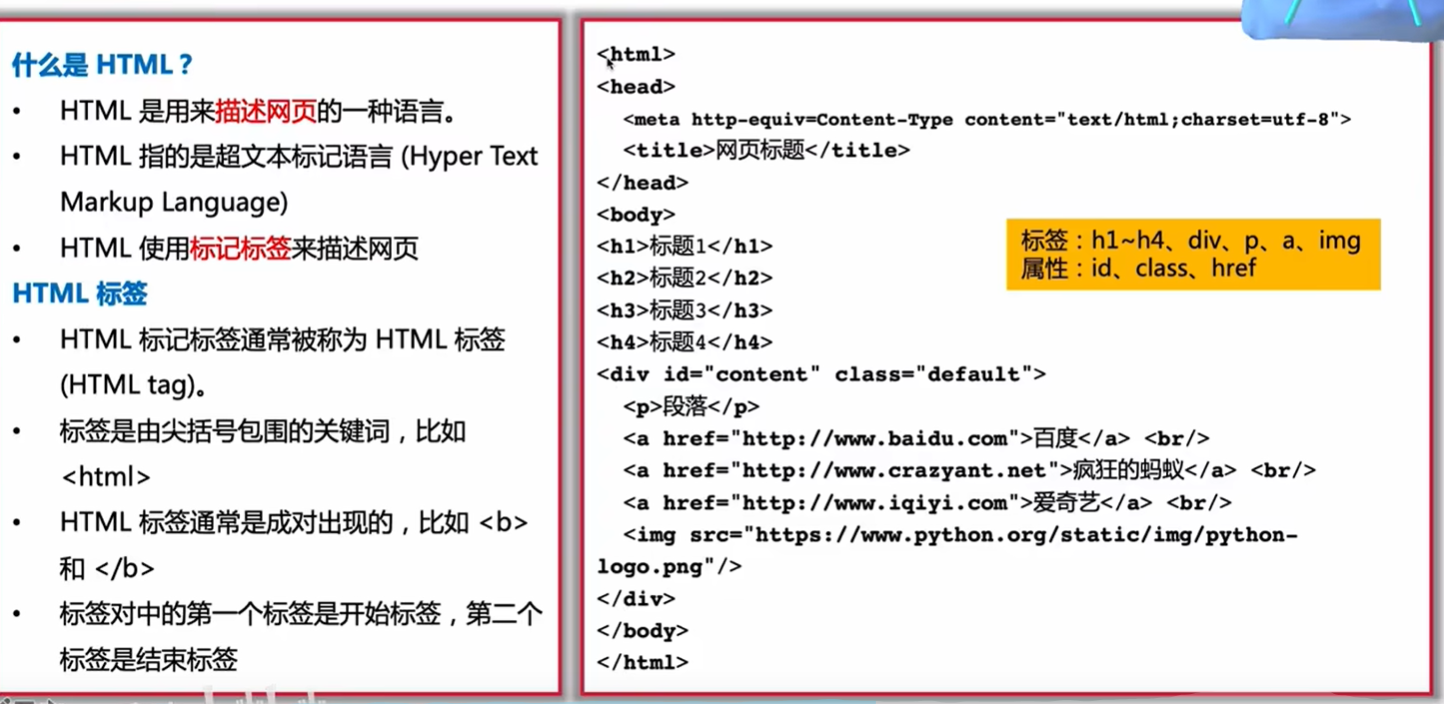 什么是 HTML？
• HTML 是用来描述网页的一种语言。
• HTML 指的是超文本标记语言 (Hyper Text
Markup Language)
• HTML 使用标记标签来描述网页
HTML 标签
• HTML 标记标签通常被称为 HTML 标签
(HTML tag)。
• 标签是由尖括号包围的关键词，比如
<html>
• HTML 标签通常是成对出现的，比如 <b>
和 </b>
• 标签对中的第一个标签是开始标签，第二个
标签是结束标签
<html>
<head>
<meta http-equiv=Content-Type content="text/html;charset=utf-8">
<title>网页标题</title>
</head>
<body>
<h1>标题1</h1>
<h2>标题2</h2>
<h3>标题3</h3>
<h4>标题4</h4>
<div id="content" class="default">
<p>段落</p>
<a href="http://www.baidu.com">百度</a> <br/>
<a href="http://www.crazyant.net">疯狂的蚂蚁</a> <br/>
<a href="http://www.iqiyi.com">爱奇艺</a> <br/>
<img src="https://www.python.org/static/img/python-
logo.png"/>
</div>
</body>
</html>
标签：h1~h4、div、p、a、img
属性：id、class、href